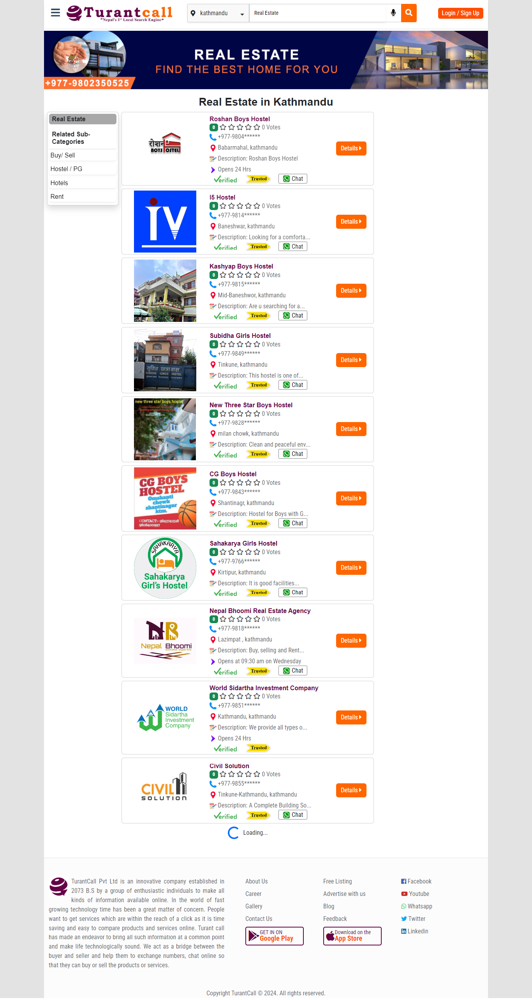 Turantcall
"Nepal's 1st Local Search Engine"
kathmandu
Real Estate
Login / Sign Up
REAL ESTATE
FIND THE BEST HOME FOR YOU
+977-9802350525
Real Estate in Kathmandu
Real Estate
Related Sub-
Categories
Buy/ Sell
Hostel / PG
Hotels
Rent
रोशन
BOYS HOSTEL
Roshan Boys Hostel
0 0 Votes
+977-9804******
Babarmahal, kathmandu
Description: Roshan Boys Hostel
Opens 24 Hrs
Verified Trusted Chat
Details
iV
I5 Hostel
0 0 Votes
+977-9814******
Baneshwar, kathmandu
Description: Looking for a comforta...
Verified Trusted Chat
Details
Kashyap Boys Hostel
0 0 Votes
+977-9815******
Mid-Baneshwor, kathmandu
Description: Are u searching for a...
Verified Trusted Chat
Details
सुविधा छात्रावास
SUBIDHA GIRL'S HOSTEL
Subidha Girls Hostel
0 0 Votes
+977-9849******
Tinkune, kathmandu
Description: This hostel is one of...
Verified Trusted Chat
Details
new three star boys hostel
New Three Star Boys Hostel
0 0 Votes
+977-9828******
milan chowk, kathmandu
Description: Clean and peaceful env...
Verified Trusted Chat
Details
CG BOYS
HOSTEL
Omshanti
chowk
shantinagar
ktm.
CONTACT:- 9843741528
9808400997
CG Boys Hostel
0 0 Votes
+977-9843******
Shantinagr, kathmandu
Description: Hostel for Boys with G...
Verified Trusted Chat
Details
SAHAKARYA
Sahakarya
Girl's Hostel
Sahakarya Girls Hostel
0 0 Votes
+977-9766******
Kirtipur, kathmandu
Description: It is good facilities...
Verified Trusted Chat
Details
NB
Nepal Bhoomi
estate agents
Nepal Bhoomi Real Estate Agency
0 0 Votes
+977-9818******
Lazimpat , kathmandu
Description: Buy, selling and Rent...
Opens at 09:30 am on Wednesday
Verified Trusted Chat
Details
WORLD
Sidartha
Investment
Company
World Sidartha Investment Company
0 0 Votes
+977-9851******
Kathmandu, kathmandu
Description: We provide all types o...
Opens 24 Hrs
Verified Trusted
Details
CIVIL
SOLUTION
Civil Solution
0 0 Votes
+977-9855******
Tinkune-Kathmandu, kathmandu
Description: A Complete Building So...
Verified Trusted Chat
Details
Loading...
TurantCall Pvt Ltd is an innovative company established in
2073 B.S by a group of enthusiastic individuals to make all
kinds of information available online. In the world of fast
growing technology time has been a great matter of concern. People
want to get services which are within the reach of a click as it is time
saving and easy to compare products and services online. Turant call
has made an endeavor to bring all such information at a common point
and make life technologically sound. We act as a bridge between the
buyer and seller and help them to exchange numbers, chat online so
that they can buy or sell the products or services.
About Us
Career
Gallery
Contact Us
GET IN ON
Google Play
Free Listing
Advertise with us
Blog
Feedback
Download on the
App Store
Facebook
Youtube
Whatsapp
Twitter
Linkedin
Copyright TurantCall © 2024. All rights reserved.